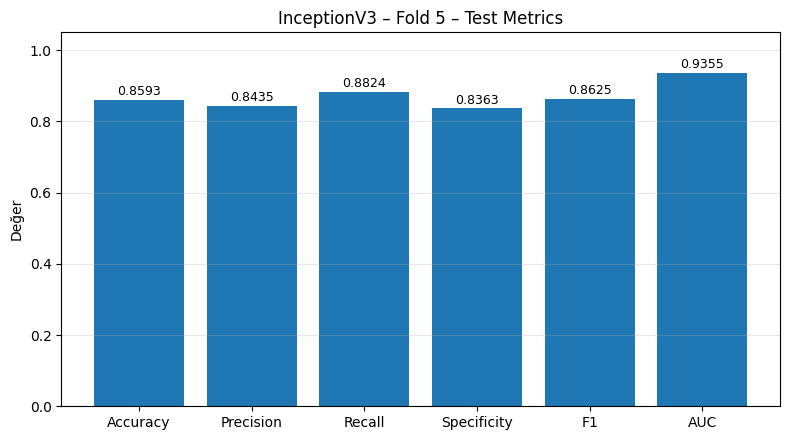 InceptionV3 – Fold 5 – Test Metrics
Değer
1.0
0.8
0.6
0.4
0.2
0.0
0.8593
0.8435
0.8824
0.8363
0.8625
0.9355
Accuracy
Precision
Recall
Specificity
F1
AUC